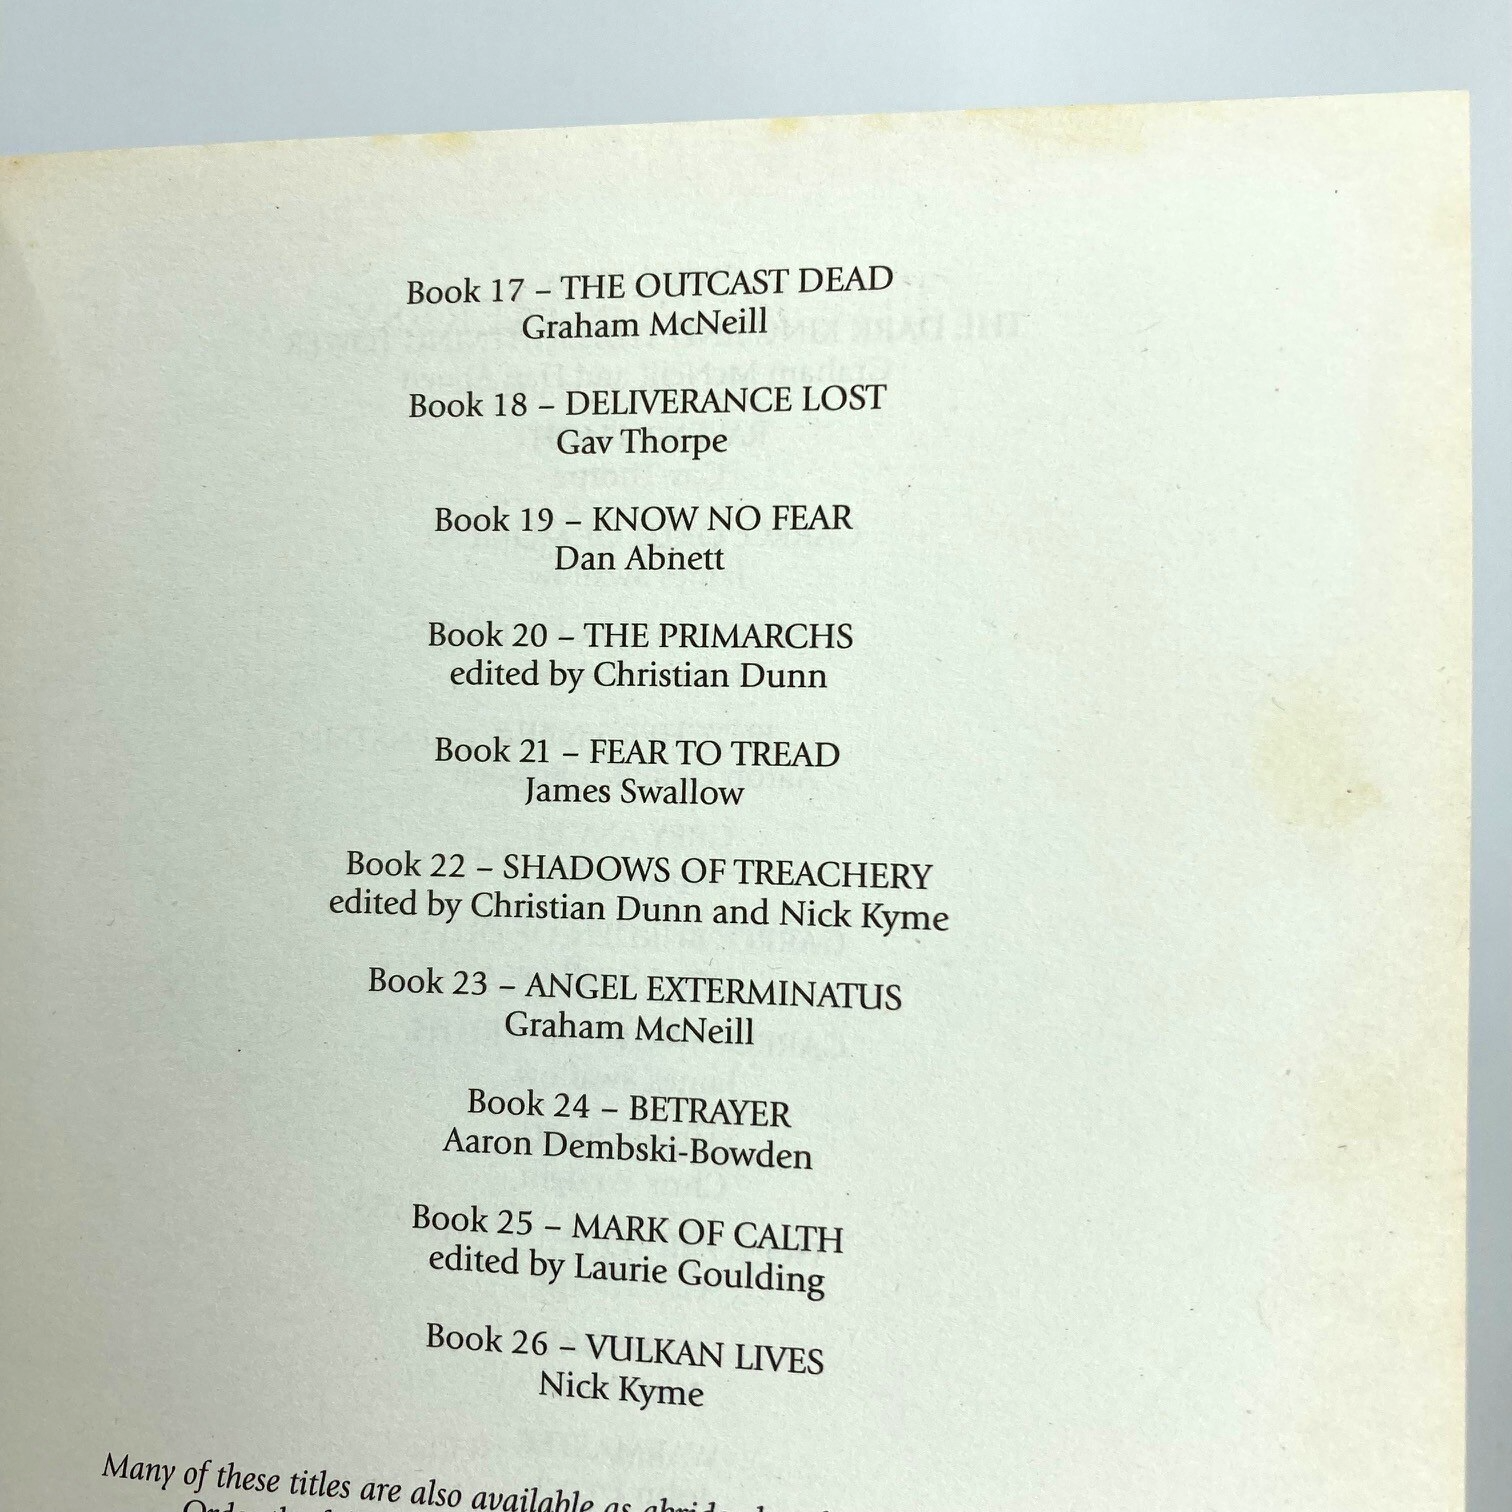 Book 17 – THE OUTCAST DEAD
Graham McNeill
Book 18 – DELIVERANCE LOST
Gav Thorpe
Book 19 – KNOW NO FEAR
Dan Abnett
Book 20 – THE PRIMARCHS
edited by Christian Dunn
Book 21 – FEAR TO TREAD
James Swallow
Book 22 – SHADOWS OF TREACHERY
edited by Christian Dunn and Nick Kyme
Book 23 – ANGEL EXTERMINATUS
Graham McNeill
Book 24 – BETRAYER
Aaron Dembski-Bowden
Book 25 – MARK OF CALTH
edited by Laurie Goulding
Book 26 – VULKAN LIVES
Nick Kyme
Many of these titles are also available as